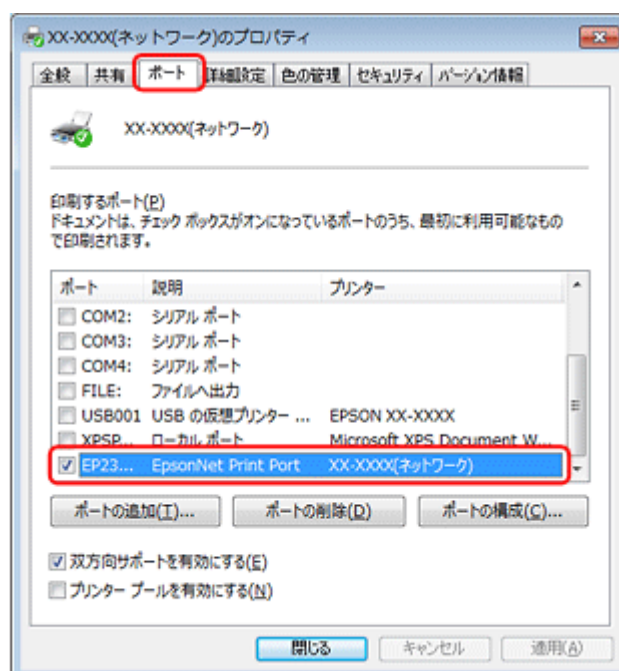 XX-XXXX(ネットワーク)のプロパティ
全般 共有 ポート 詳細設定 色の管理 セキュリティ バージョン情報
XX-XXXX(ネットワーク)
印刷するポート(P)
ドキュメントは、チェック ボックスがオンになっているポートのうち、最初に利用可能なもの
で印刷されます。
ポート 説明 プリンター
COM2: シリアル ポート
COM3: シリアル ポート
COM4: シリアル ポート
FILE: ファイルへ出力
USB001 USB の仮想プリンター ... EPSON XX-XXXX
XPSP... ローカル ポート Microsoft XPS Document W...
EP23... EpsonNet Print Port XX-XXXX(ネットワーク)
ポートの追加(T)... ポートの削除(D) ポートの構成(C)...
双方向サポートを有効にする(E)
プリンター プールを有効にする(N)
閉じる キャンセル 適用(A)